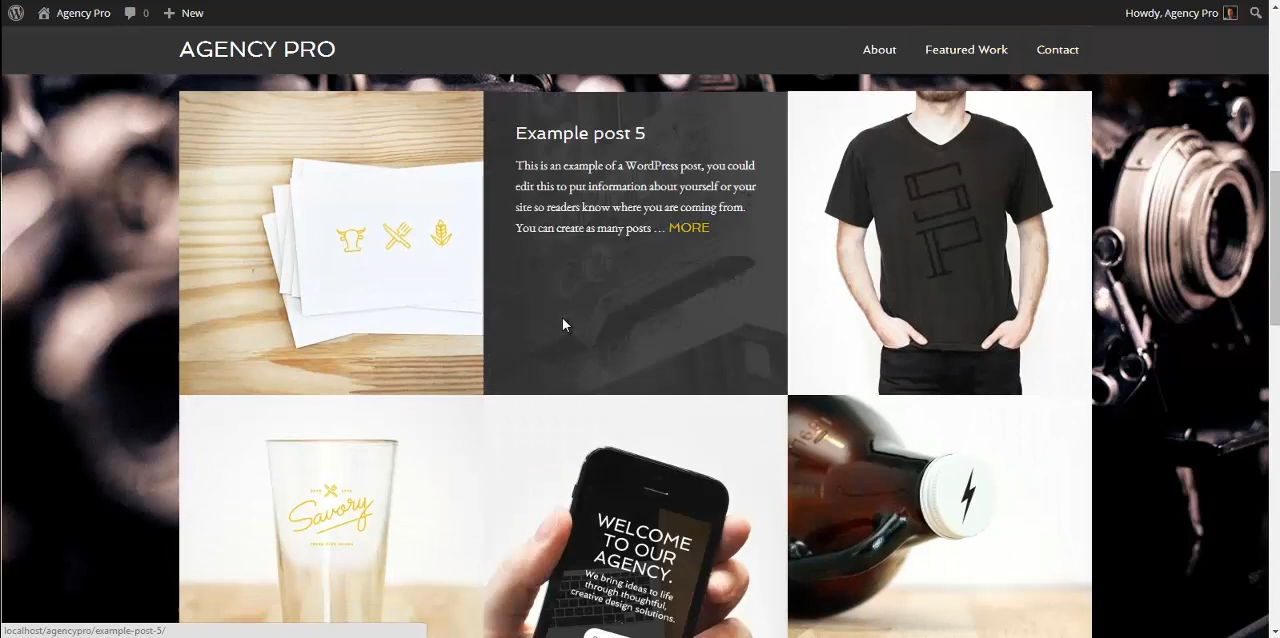 Agency Pro
0
New
Howdy, Agency Pro
AGENCY PRO
About
Featured Work
Contact
Example post 5
This is an example of a WordPress post, you could
edit this to put information about yourself or your
site so readers know where you are coming from.
You can create as many posts … MORE
SP
Savory
WELCOME
TO OUR
AGENCY.
We bring ideas to life
through thoughtful,
creative design solutions.
localhost/agencypro/example-post-5/